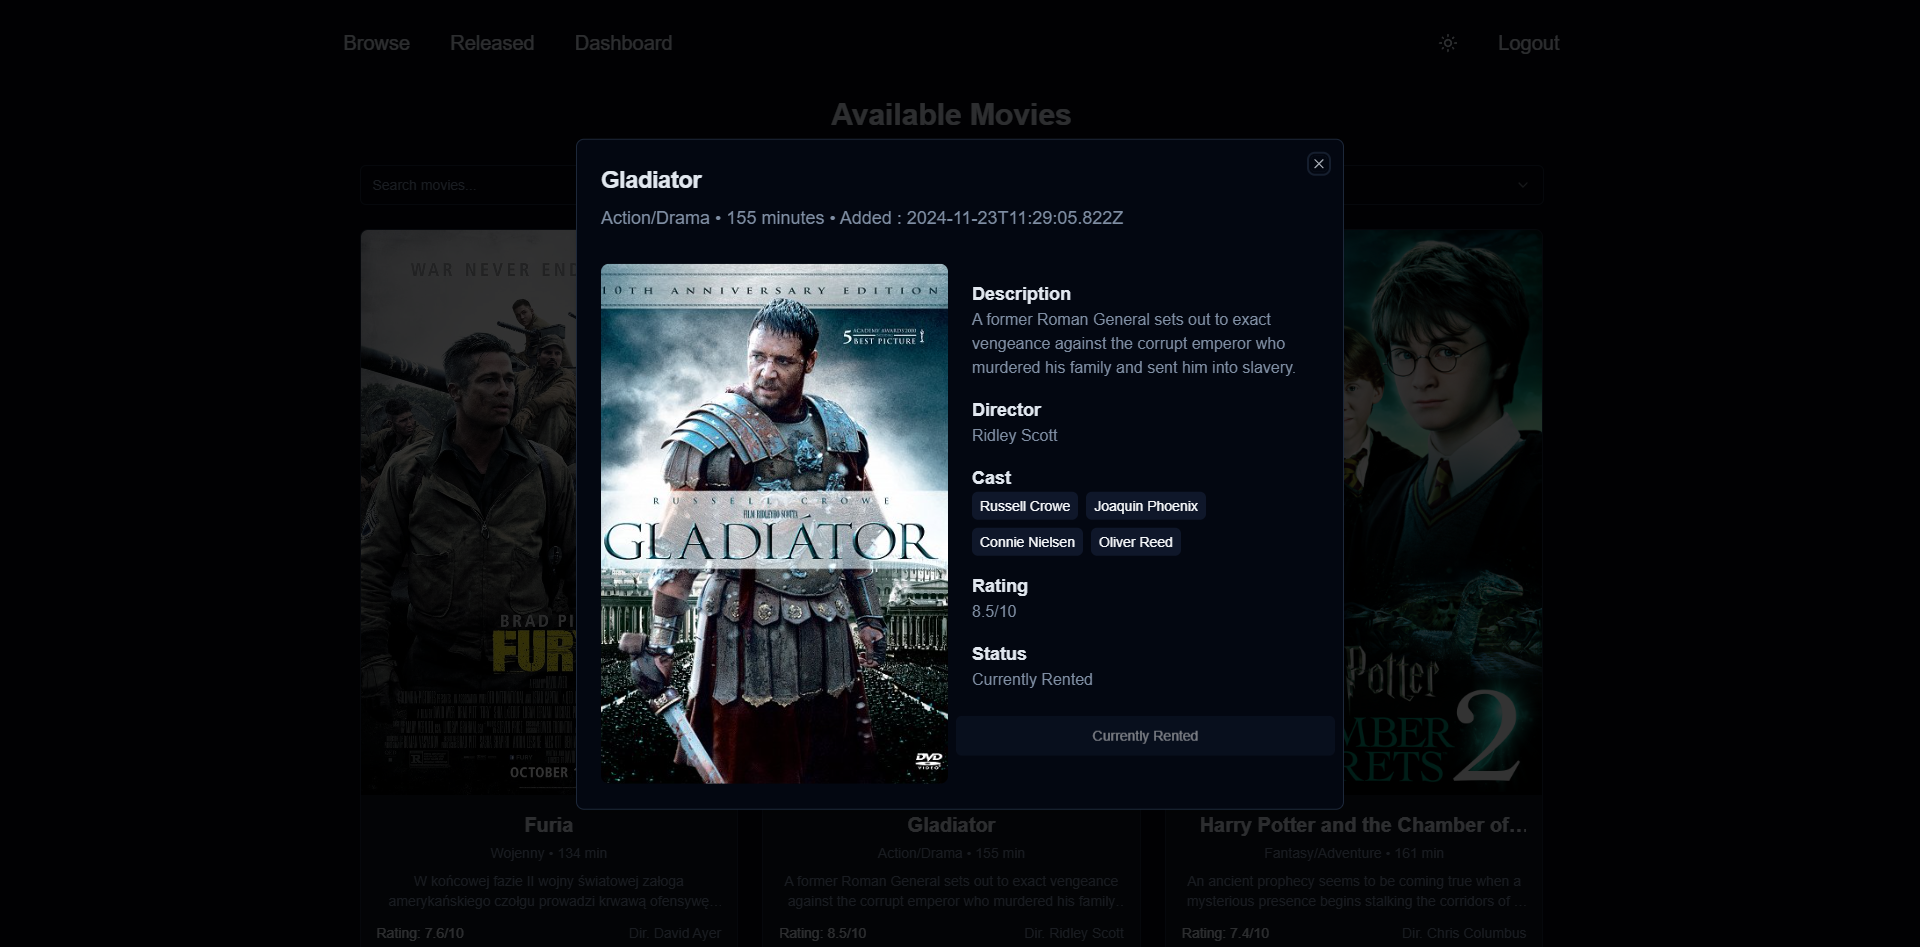 Browse
Released
Dashboard
Logout
Available Movies
Search movies...
Gladiator
Action/Drama • 155 minutes • Added : 2024-11-23T11:29:05.822Z
WAR NEVER END
FURY
BRAD PI
FUR
OCTOBER 1
10TH ANNIVERSARY EDITION
5 ACADEMY AWARDS
BEST PICTURE
RUSSELL CROWE
FILM RIDLEYHO SCOTTA
GLADIÁTOR
DVD
VIDEO
Description
A former Roman General sets out to exact
vengeance against the corrupt emperor who
murdered his family and sent him into slavery.
Director
Ridley Scott
Cast
Russell Crowe
Joaquin Phoenix
Connie Nielsen
Oliver Reed
Rating
8.5/10
Status
Currently Rented
Currently Rented
Potter
MBER
RETS 2
Furia
Wojenny • 134 min
W końcowej fazie II wojny światowej załoga
amerykańskiego czołgu prowadzi krwawą ofensywę...
Rating: 7.6/10
Dir. David Ayer
Gladiator
Action/Drama • 155 min
A former Roman General sets out to exact vengeance
against the corrupt emperor who murdered his family...
Rating: 8.5/10
Dir. Ridley Scott
Harry Potter and the Chamber of...
Fantasy/Adventure • 161 min
An ancient prophecy seems to be coming true when a
mysterious presence begins stalking the corridors of ...
Rating: 7.4/10
Dir. Chris Columbus